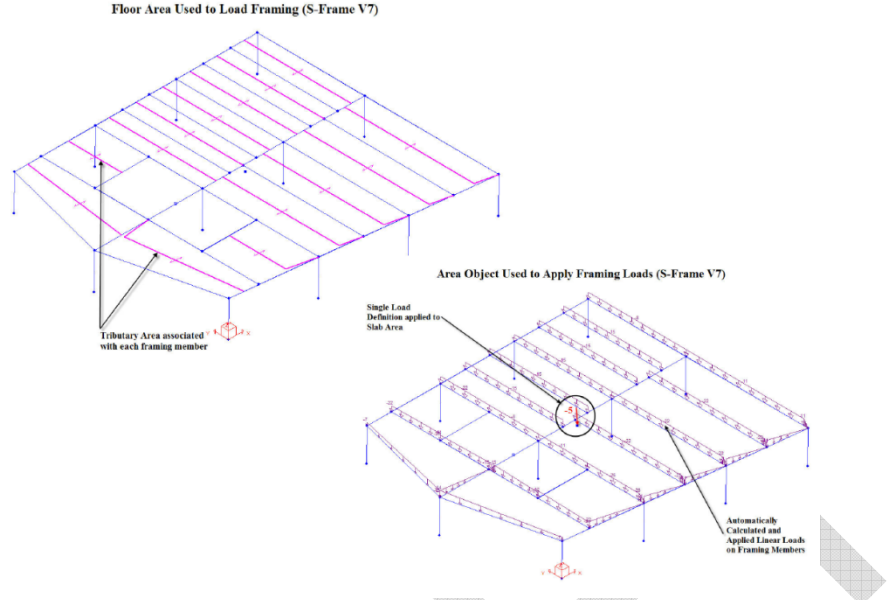 Floor Area Used to Load Framing (S-Frame V7)
Tributary Area associated
with each framing member
Y
Z
X
Area Object Used to Apply Framing Loads (S-Frame V7)
Single Load
Definition applied to
Slab Area
-5
Automatically
Calculated and
Applied Linear Loads
on Framing Members
Y
Z
X